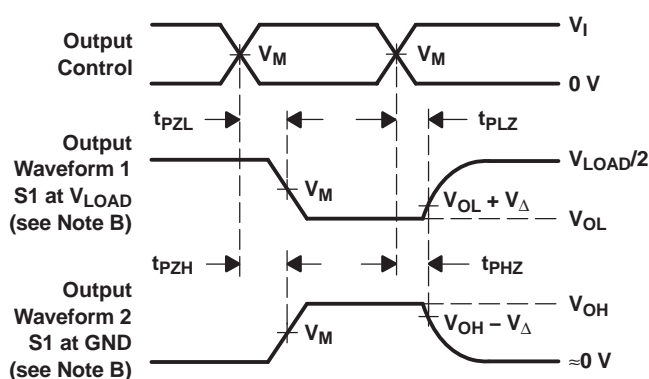 Output
Control
V_M
V_M
V_I
0 V
t_PZL
t_PLZ
Output
Waveform 1
S1 at V_LOAD
(see Note B)
V_M
V_LOAD/2
V_OL + V_Δ
V_OL
t_PZH
t_PHZ
Output
Waveform 2
S1 at GND
(see Note B)
V_M
V_OH
V_OH − V_Δ
≈0 V